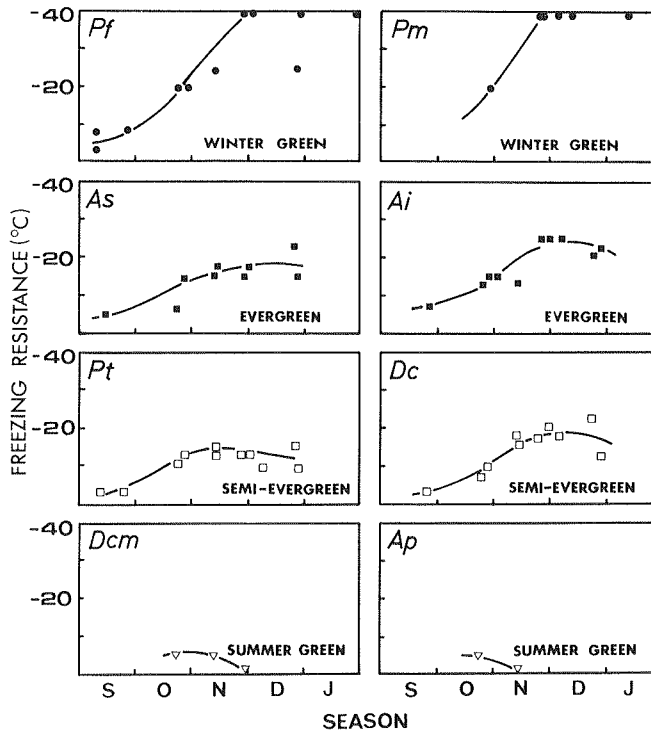 FREEZING RESISTANCE (°C)
-40
-20
Pf
WINTER GREEN
Pm
WINTER GREEN
-40
-20
As
EVERGREEN
Ai
EVERGREEN
-40
-20
Pt
SEMI-EVERGREEN
Dc
SEMI-EVERGREEN
-40
-20
Dcm
SUMMER GREEN
Ap
SUMMER GREEN
S O N D J S O N D J
SEASON